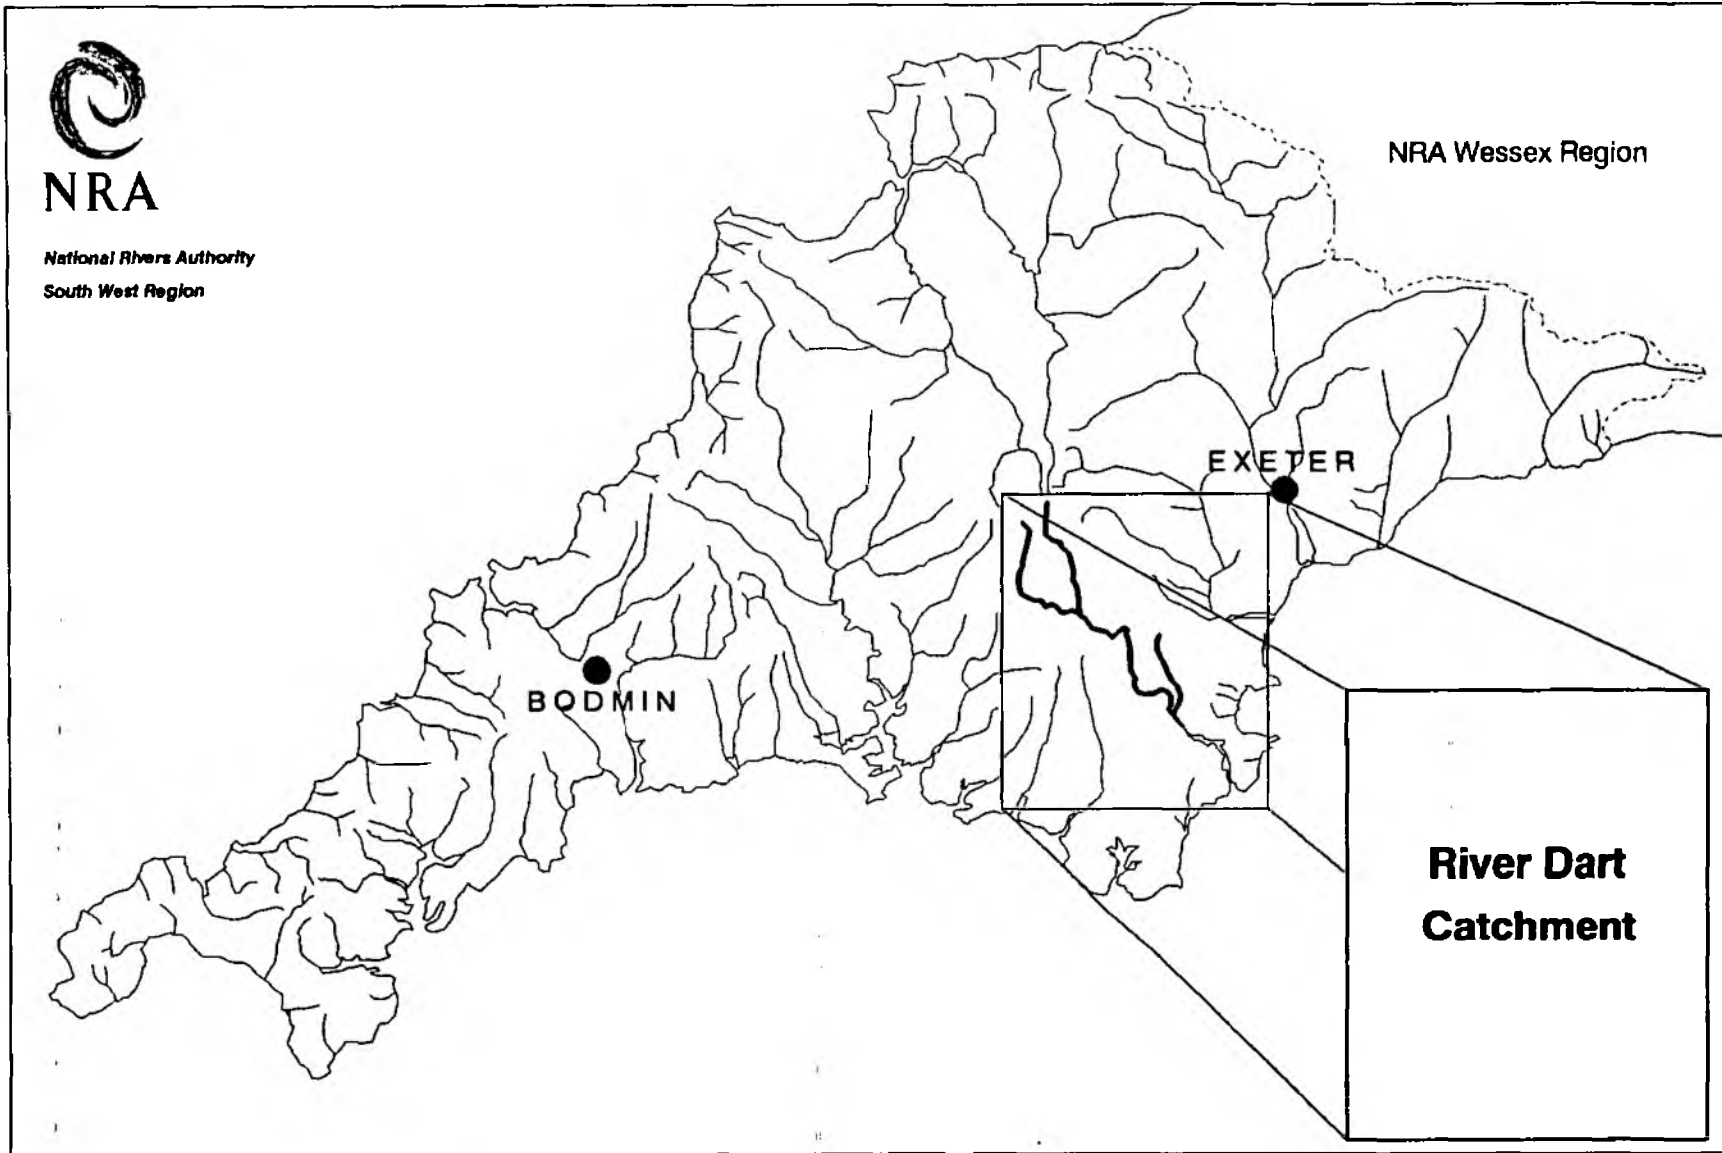 NRA
National Rivers Authority
South West Region
NRA Wessex Region
EXETER
BODMIN
River Dart
Catchment